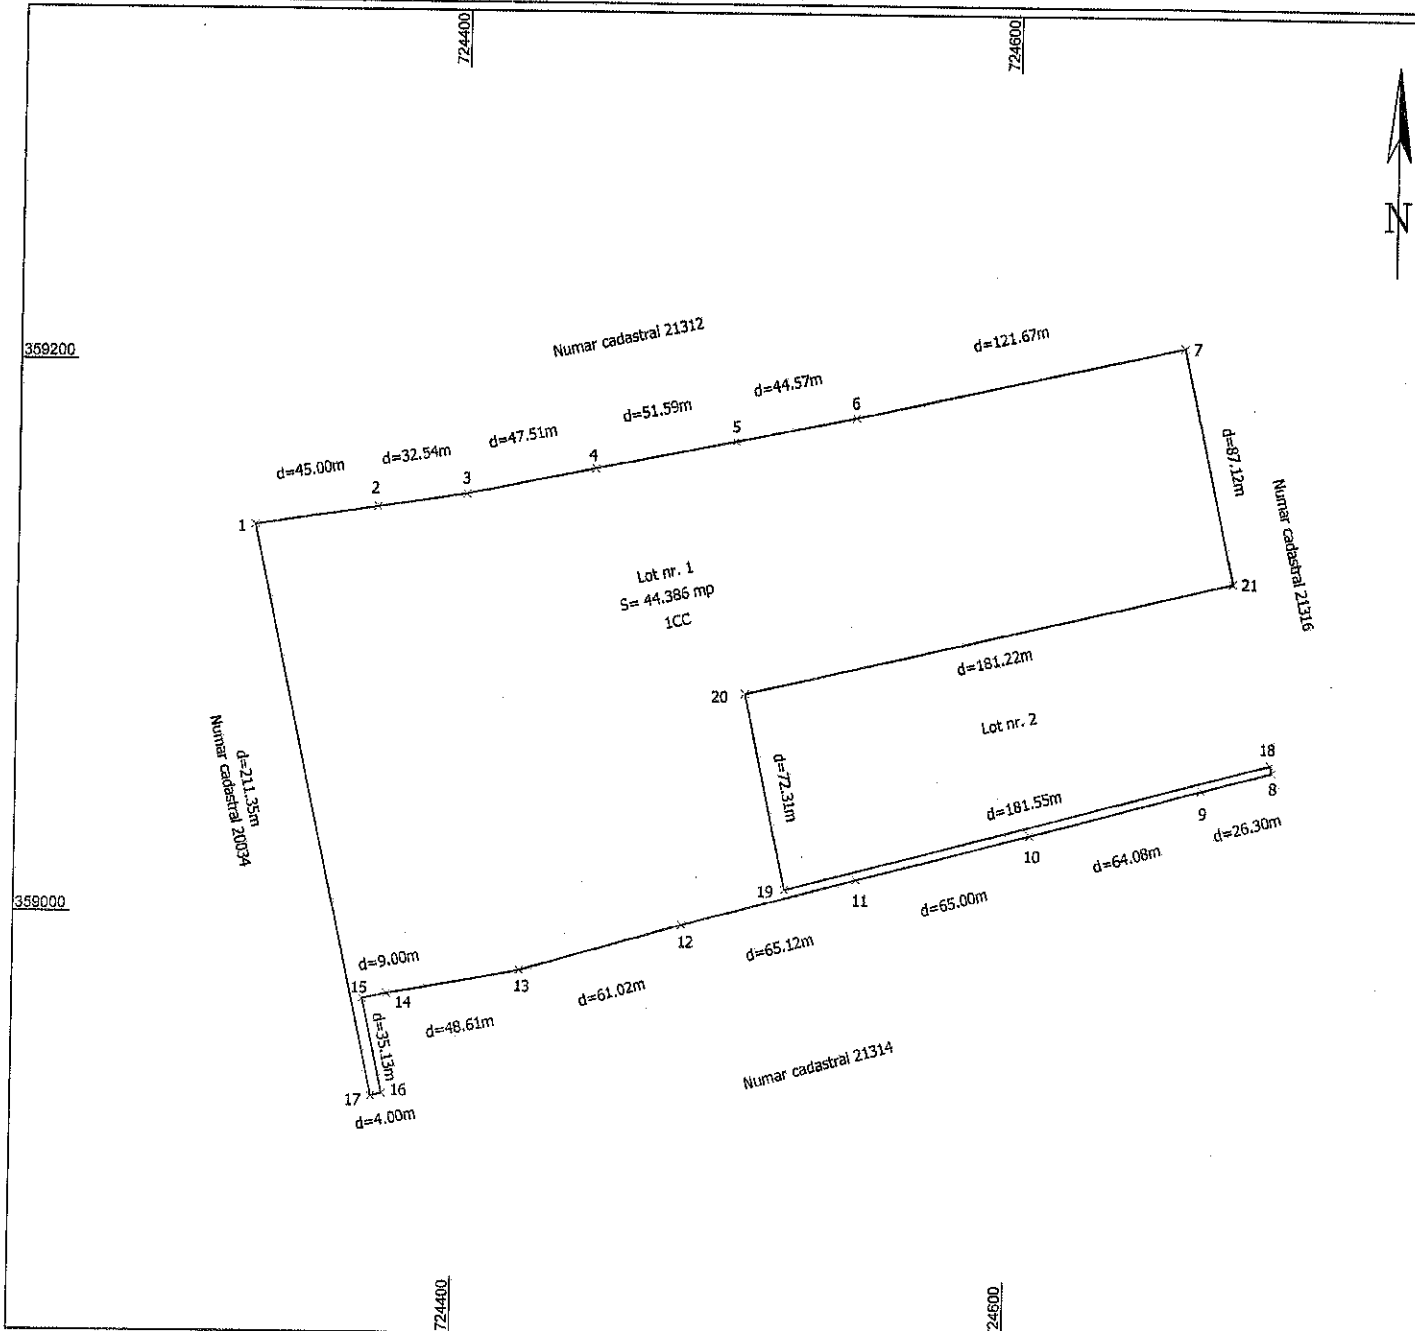 724400
724600
N
Numar cadastral 21312
359200
d=121.67m
7
d=44.57m
d=51.59m
6
d=47.51m
5
d=32.54m
4
d=45.00m
3
2
1
d=87.12m
Numar cadastral 21316
Lot nr. 1
S= 44.386 mp
1CC
21
d=181.22m
20
Lot nr. 2
Numar cadastral 20034
d=211.35m
18
d=72.31m
d=181.55m
8
9
d=26.30m
10
d=64.08m
19
11
359000
d=65.00m
12
d=65.12m
d=9.00m
15
14
13
d=61.02m
d=48.61m
d=35.13m
Numar cadastral 21314
17
16
d=4.00m
724400
724600